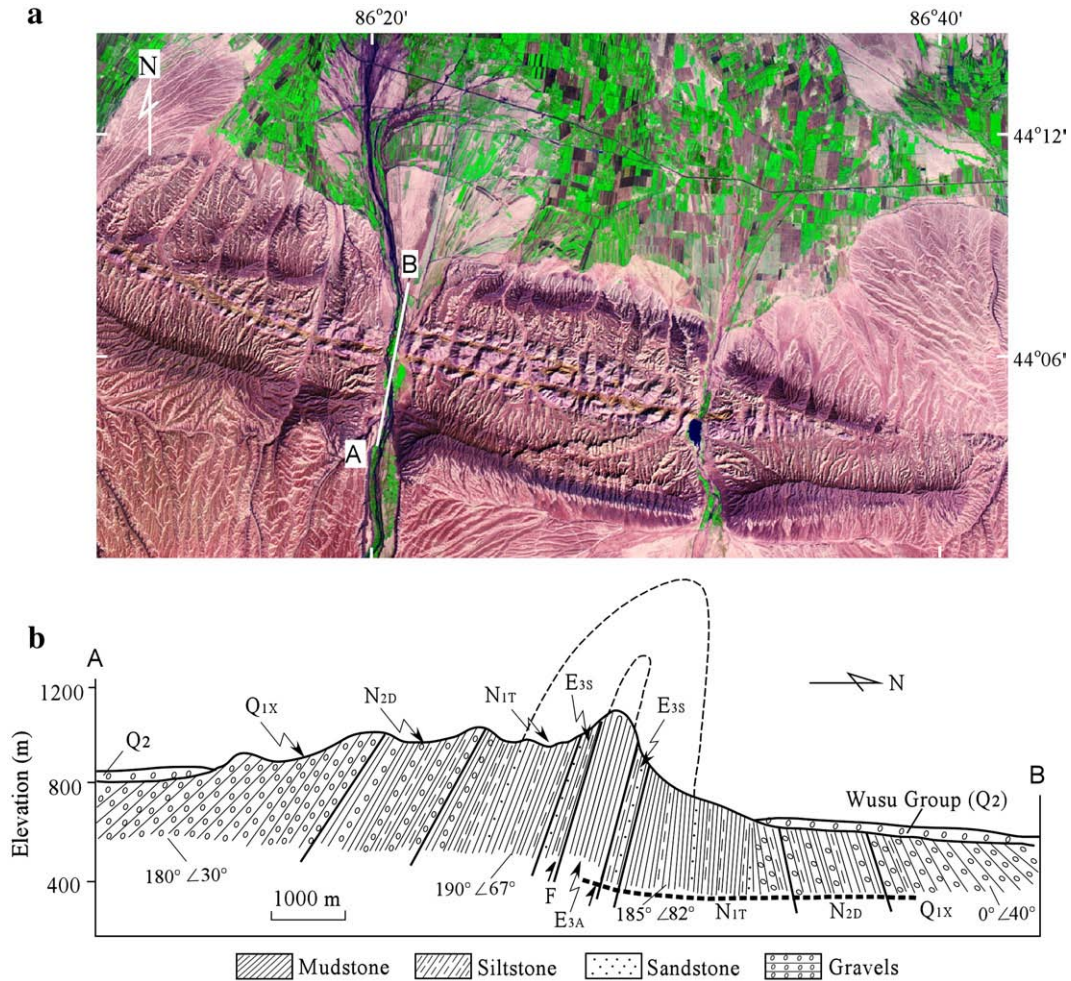 a
86°20'
86°40'
N
44°12'
B
44°06'
A
b
A
N
1200
E3S
N1T
N2D
E3S
Q1X
Q2
B
800
Wusu Group (Q2)
Elevation (m)
400
180° ∠30°
190° ∠67°
F
E3A
185° ∠82°
N1T
N2D
Q1X
0° ∠40°
1000 m
Mudstone
Siltstone
Sandstone
Gravels